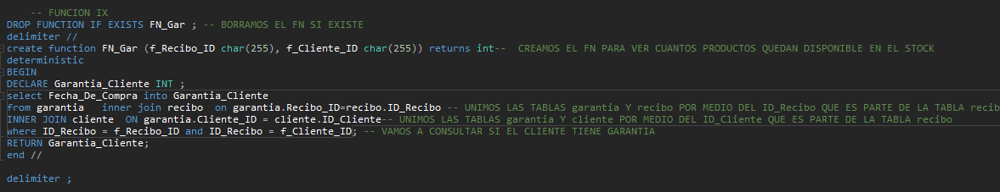 -- FUNCION IX
DROP FUNCTION IF EXISTS FN_Gar ; -- BORRAMOS EL FN SI EXISTE
delimiter //
create function FN_Gar (f_Recibo_ID char(255), f_Cliente_ID char(255)) returns int--  CREAMOS EL FN PARA VER CUANTOS PRODUCTOS QUEDAN DISPONIBLE EN EL STOCK
deterministic
BEGIN
DECLARE Garantia_Cliente INT ;
select Fecha_De_Compra into Garantia_Cliente
from garantia   inner join recibo  on garantia.Recibo_ID=recibo.ID_Recibo -- UNIMOS LAS TABLAS garantia Y recibo POR MEDIO DEL ID_Recibo QUE ES PARTE DE LA TABLA recib
INNER JOIN cliente  ON garantia.Cliente_ID = cliente.ID_Cliente-- UNIMOS LAS TABLAS garantia Y cliente POR MEDIO DEL ID_Cliente QUE ES PARTE DE LA TABLA recibo
where ID_Recibo = f_Recibo_ID and ID_Recibo = f_Cliente_ID; -- VAMOS A CONSULTAR SI EL CLIENTE TIENE GARANTIA
RETURN Garantia_Cliente;
end //
delimiter ;